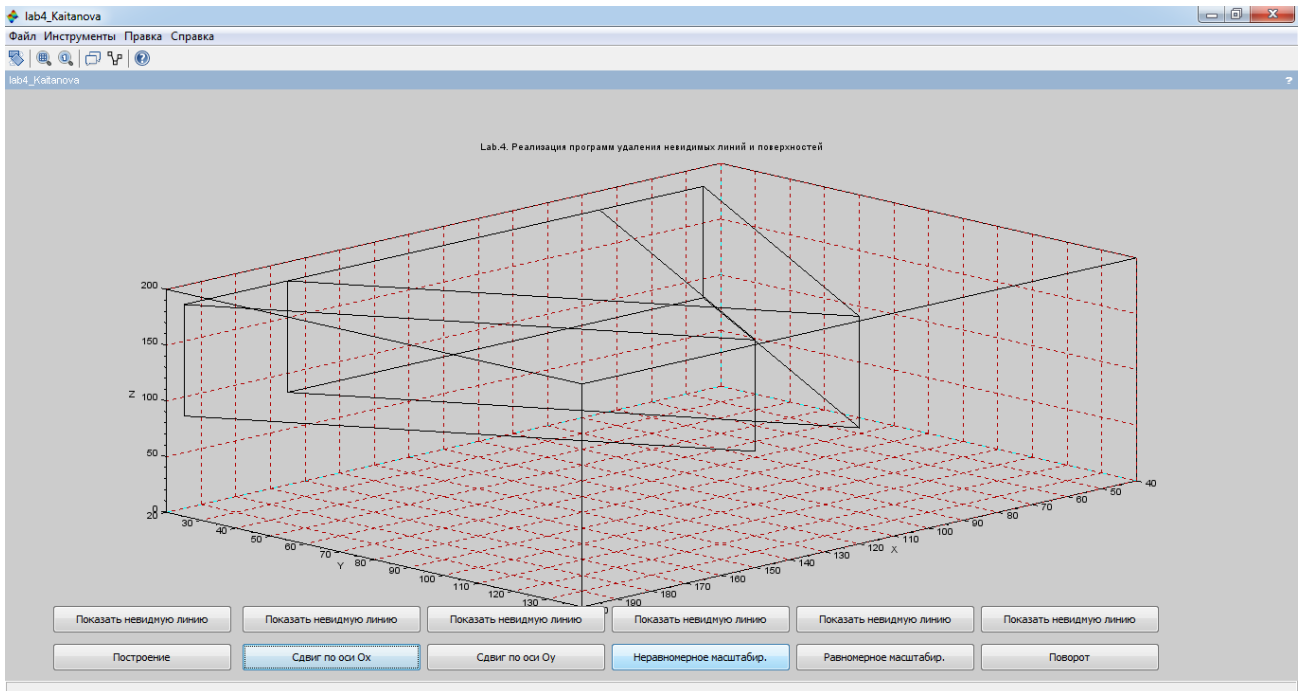 lab4_Kaitanova
Файл Инструменты Правка Справка
lab4_Kaitanova ?
Lab.4. Реализация программ удаления невидимых линий и поверхностей
200
150
Z 100
50
0
20 30 40 50 60 70 80 90 100 110 120 130
Y
190 180 170 160 150 140 130 120 110 100 90 80 70 60 50 40
X
Показать невидмую линию Показать невидмую линию Показать невидмую линию Показать невидмую линию Показать невидмую линию Показать невидмую линию
Построение Сдвиг по оси Ox Сдвиг по оси Oy Неравномерное масштабир. Равномерное масштабир. Поворот